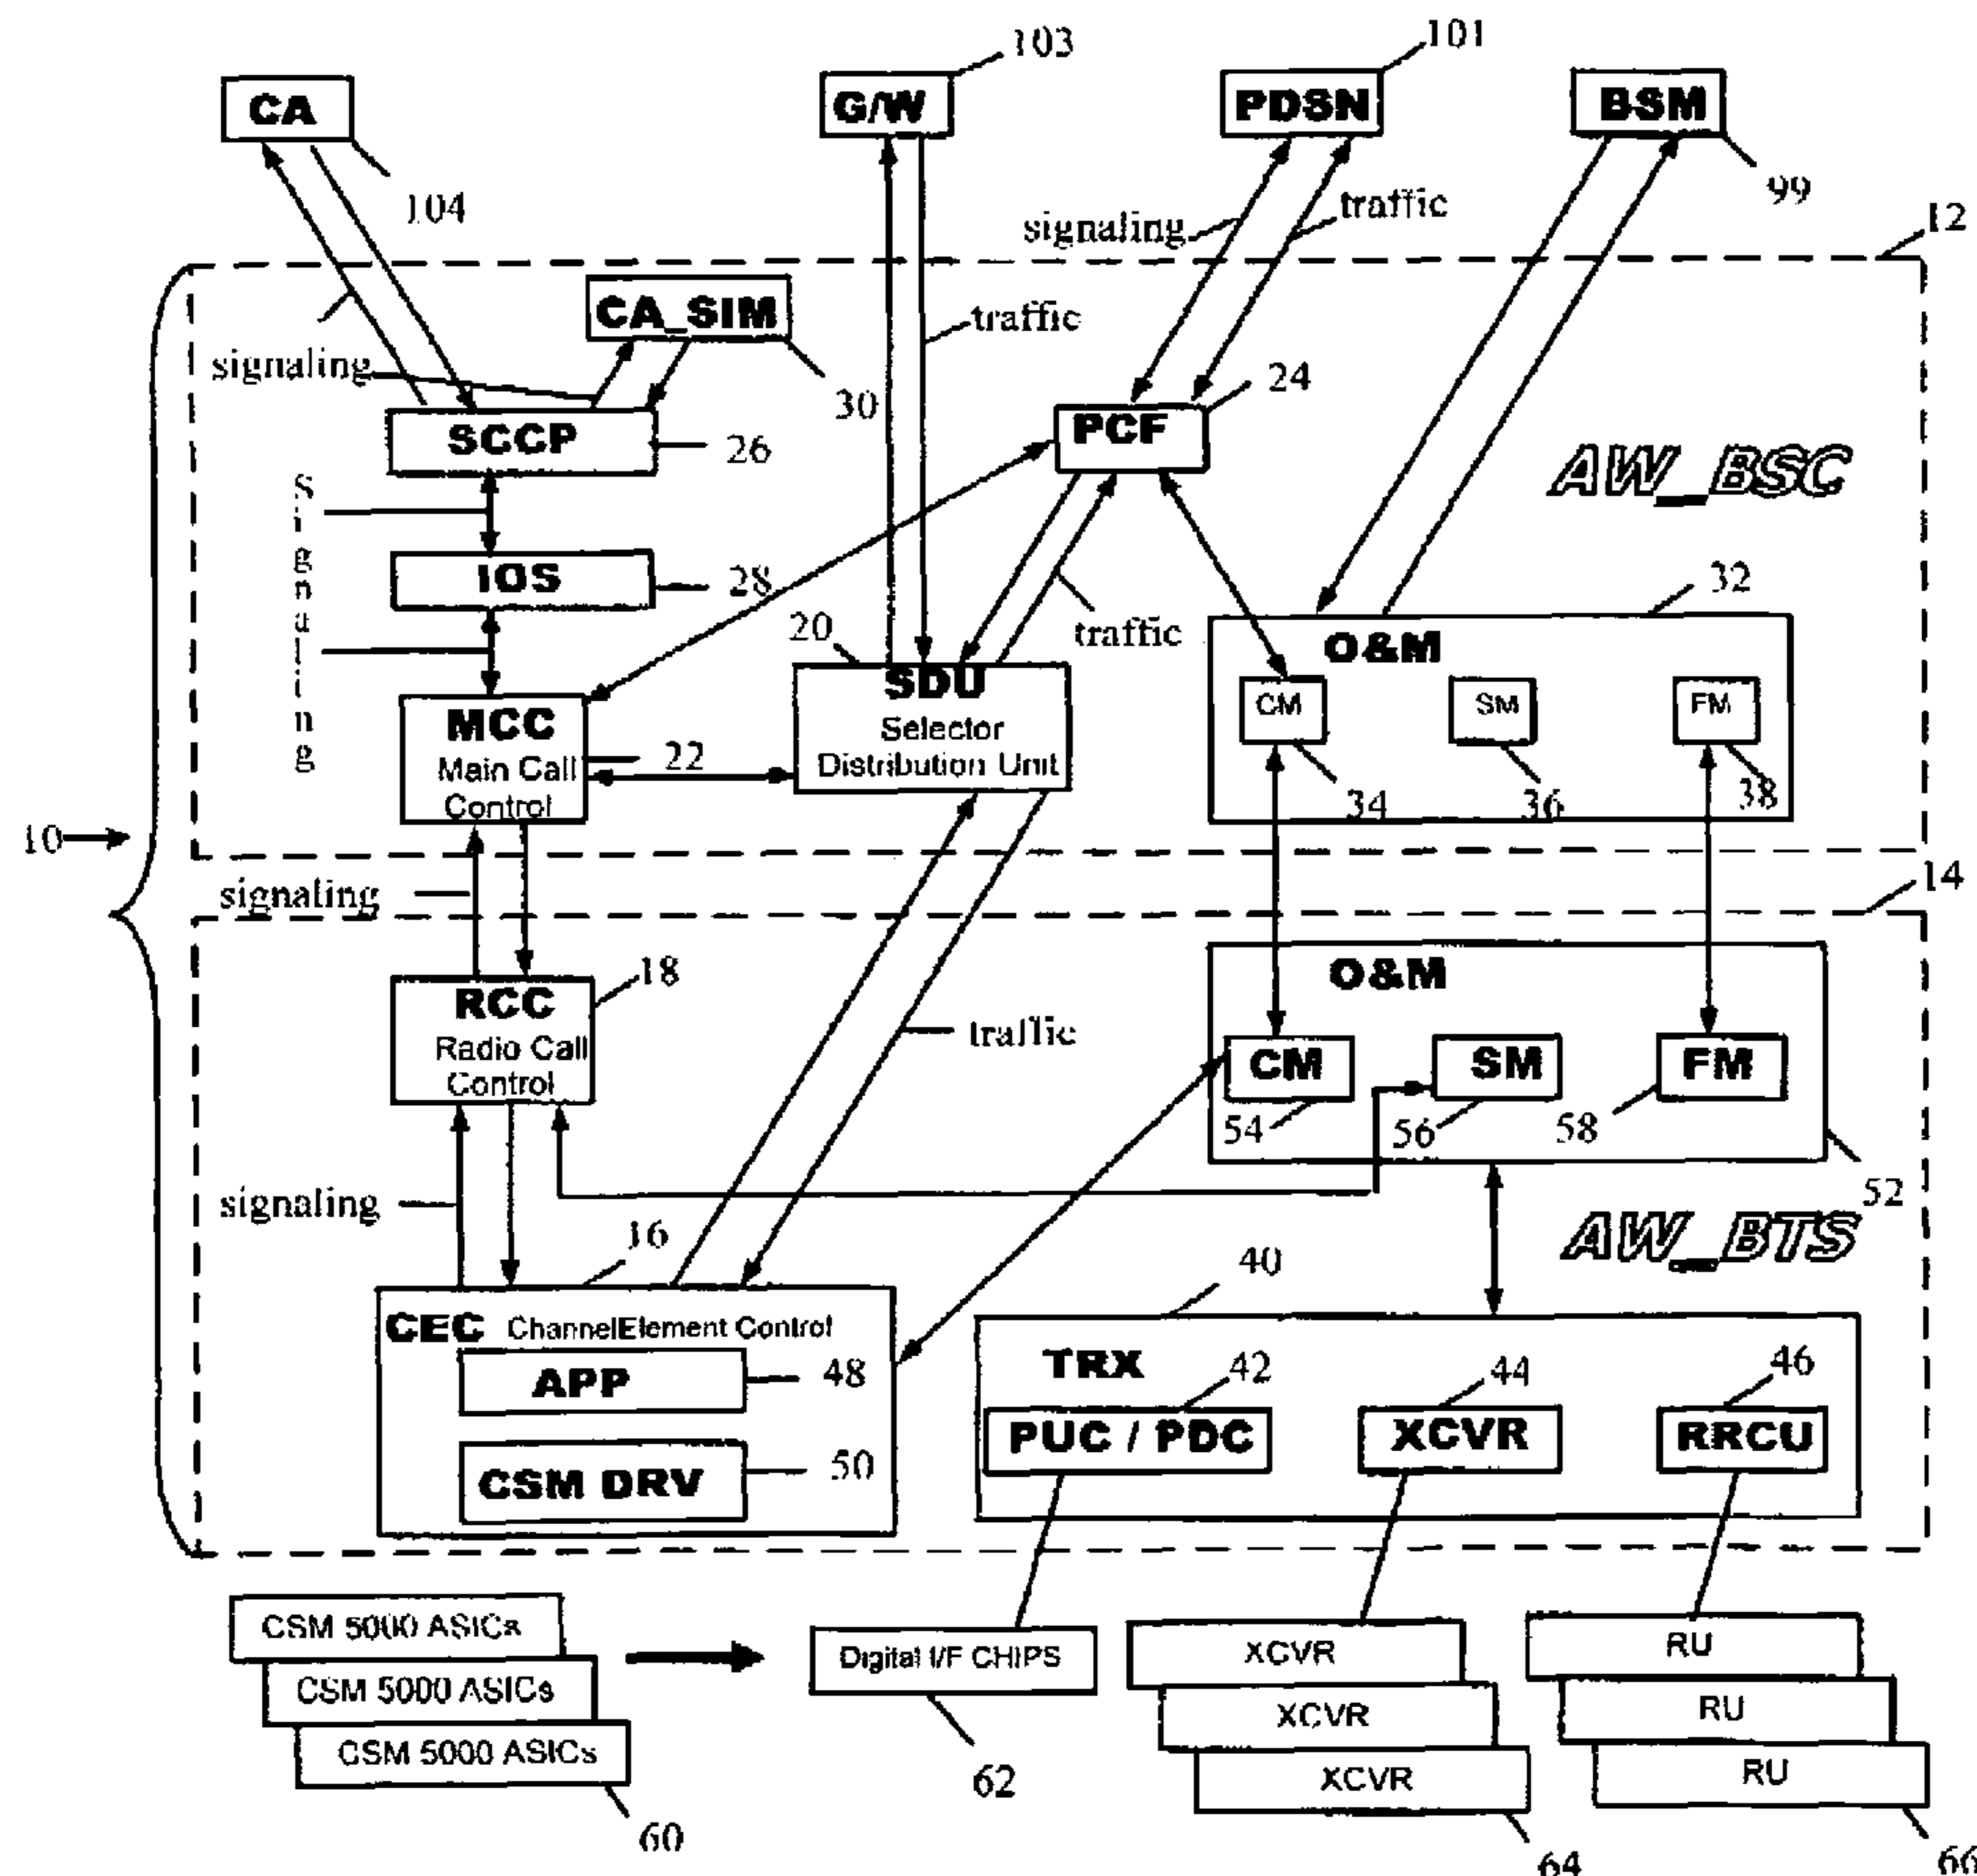 103
101
CA
G/W
PDSN
BSM
104
99
signaling
traffic
12
CA_SIM
traffic
signaling
30
24
SCCP
26
PCF
AW_BSC
Signaling
IOS
28
32
20
traffic
O&M
SDU
Selector
Distribution Unit
CM
SM
FM
MCC
Main Call
Control
22
34
36
38
10
signaling
14
18
RCC
Radio Call
Control
O&M
traffic
CM
SM
FM
54
56
58
52
signaling
16
40
AW_BTS
CEC ChannelElement Control
APP
48
CSM DRV
50
TRX
42
44
46
PUC / PDC
XCVR
RRCU
CSM 5000 ASICs
CSM 5000 ASICs
CSM 5000 ASICs
60
Digital I/F CHIPS
62
XCVR
XCVR
XCVR
64
RU
RU
RU
66